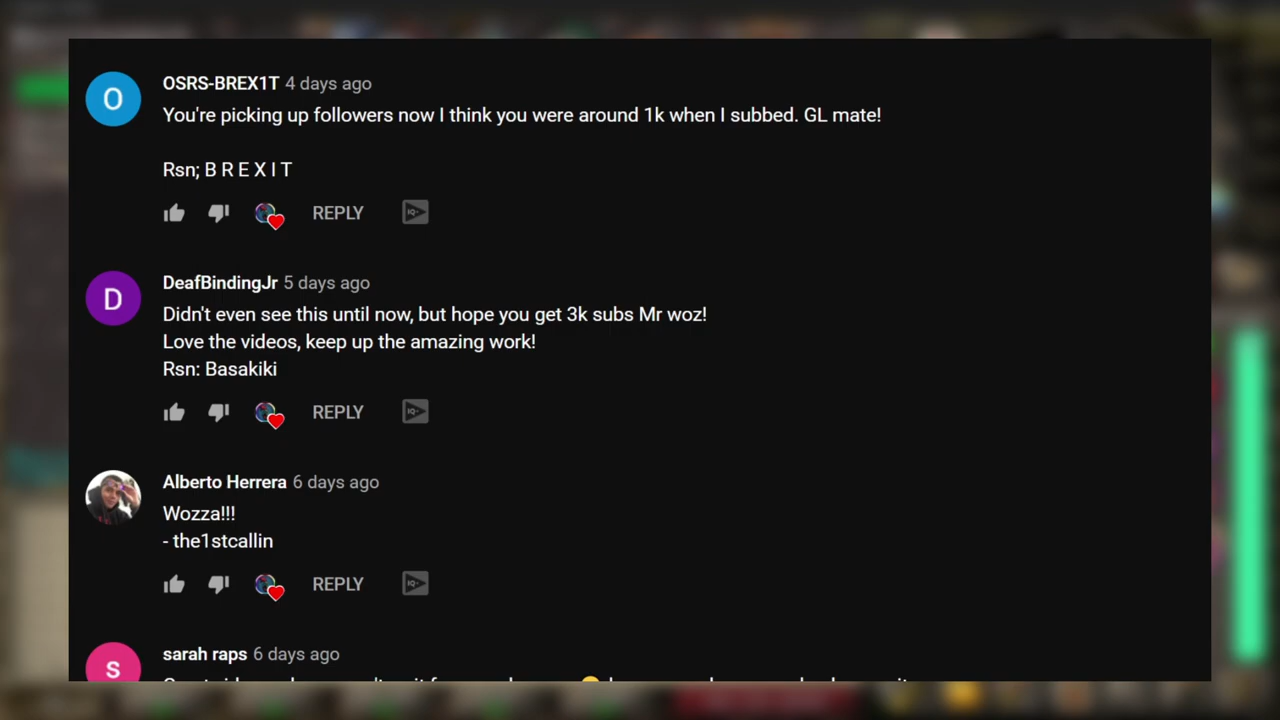 OSRS-BREX1T 4 days ago
You're picking up followers now I think you were around 1k when I subbed. GL mate!
Rsn; B R E X I T
REPLY
DeafBindingJr 5 days ago
Didn't even see this until now, but hope you get 3k subs Mr woz!
Love the videos, keep up the amazing work!
Rsn: Basakiki
REPLY
Alberto Herrera 6 days ago
Wozza!!!
- the1stcallin
REPLY
sarah raps 6 days ago